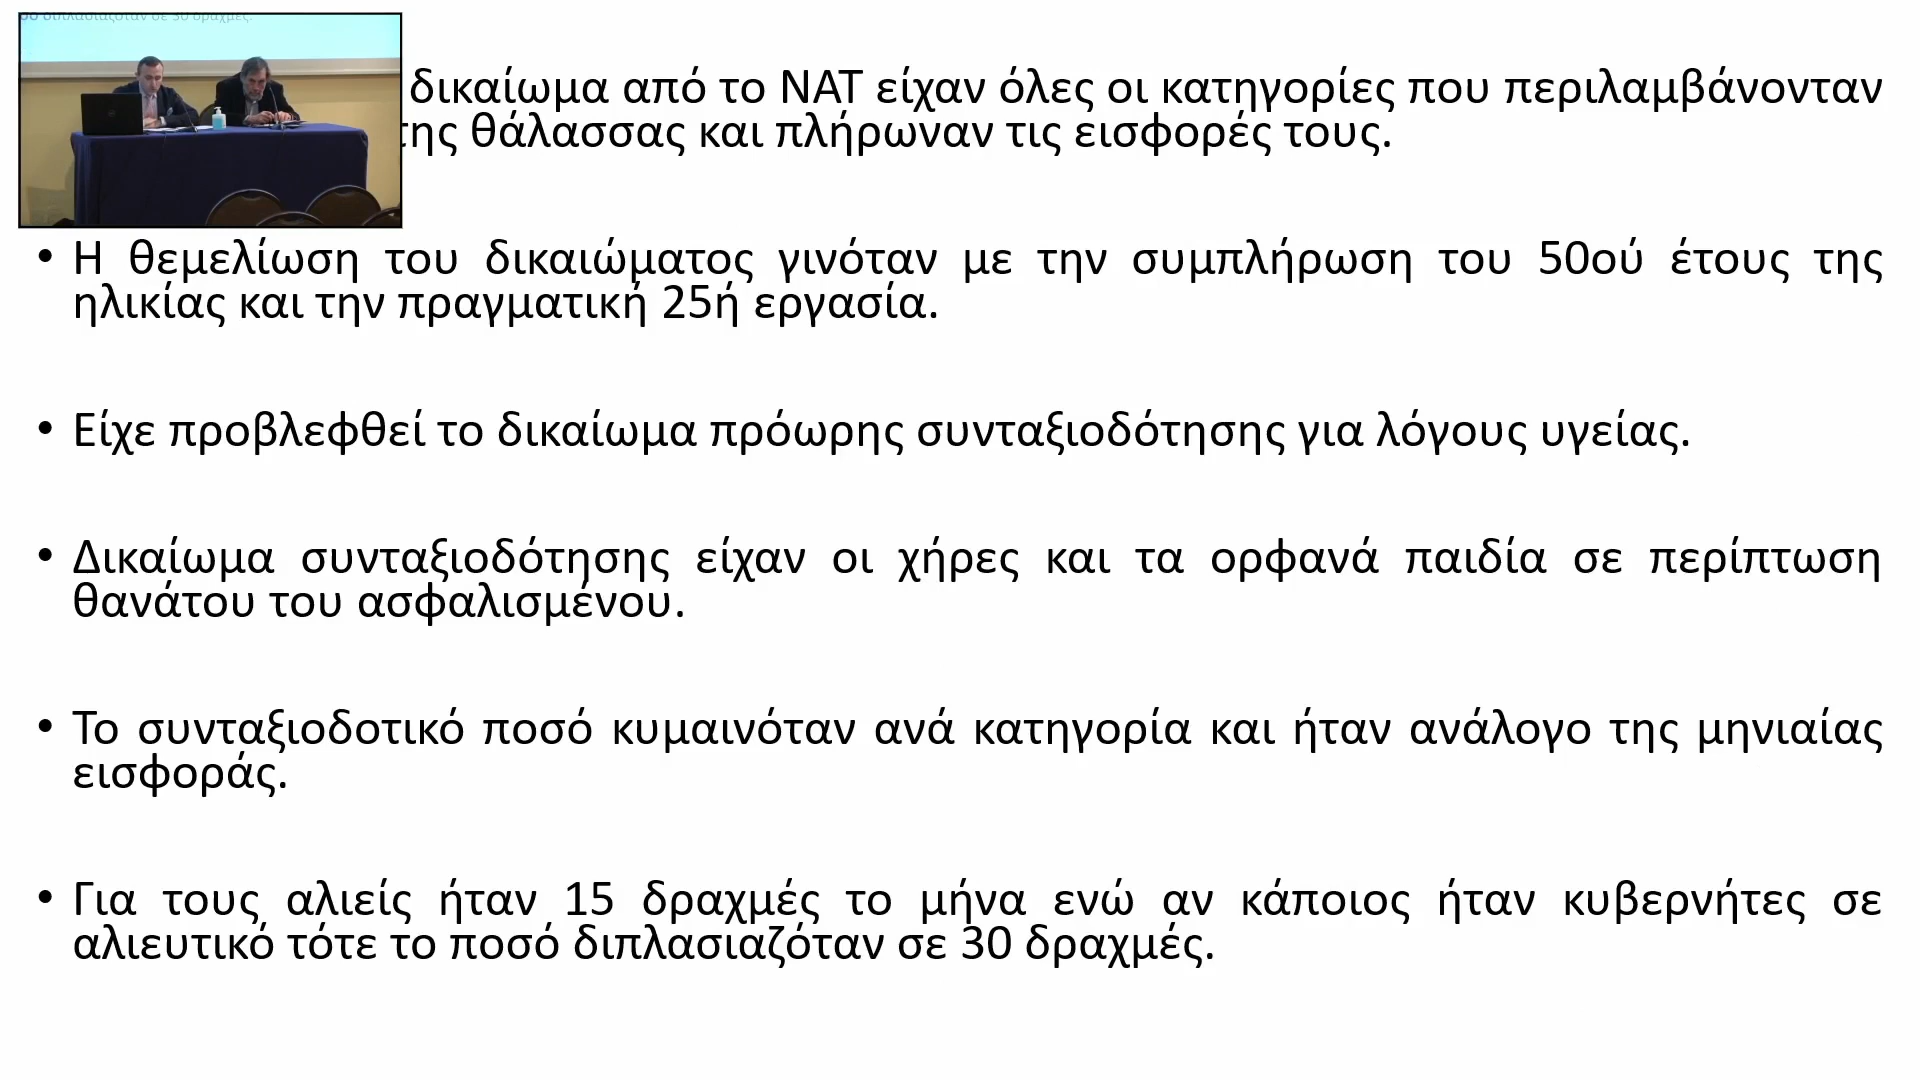 δικαίωμα από το ΝΑΤ είχαν όλες οι κατηγορίες που περιλαμβάνονταν
της θάλασσας και πλήρωναν τις εισφορές τους.
• Η θεμελίωση του δικαιώματος γινόταν με την συμπλήρωση του 50ού έτους της
ηλικίας και την πραγματική 25ή εργασία.
• Είχε προβλεφθεί το δικαίωμα πρόωρης συνταξιοδότησης για λόγους υγείας.
• Δικαίωμα συνταξιοδότησης είχαν οι χήρες και τα ορφανά παιδία σε περίπτωση
θανάτου του ασφαλισμένου.
• Το συνταξιοδοτικό ποσό κυμαινόταν ανά κατηγορία και ήταν ανάλογο της μηνιαίας
εισφοράς.
• Για τους αλιείς ήταν 15 δραχμές το μήνα ενώ αν κάποιος ήταν κυβερνήτες σε
αλιευτικό τότε το ποσό διπλασιαζόταν σε 30 δραχμές.